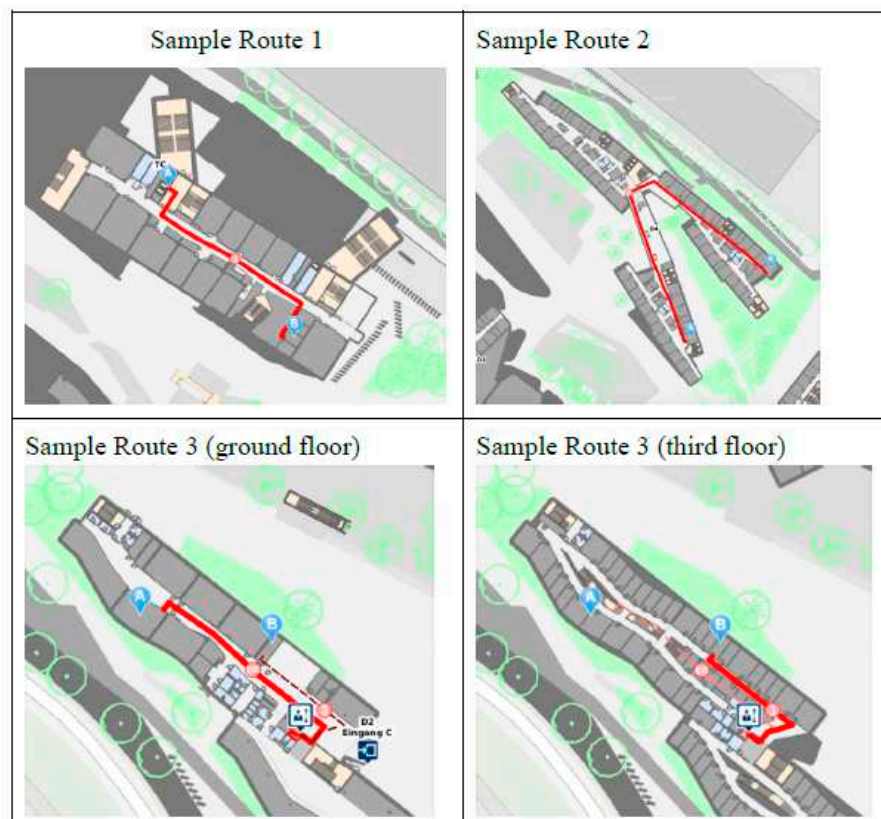 Sample Route 1
Sample Route 2
Sample Route 3 (ground floor)
A
B
D2
Eingang C
Sample Route 3 (third floor)
A
B